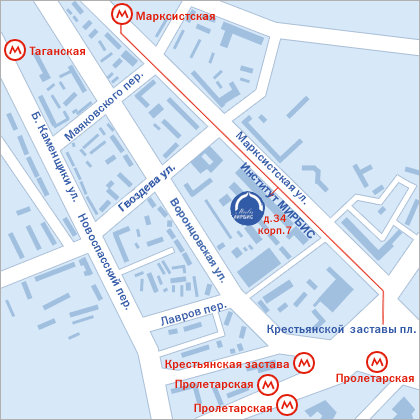 Марксистская
Таганская
Маяковского пер.
Б. Каменщики ул.
Гвоздева ул.
Марксистская ул.
Институт МИРБИС
МИРБИС
д.34
корп.7
Воронцовская ул.
Новоспасский пер.
Лавров пер.
Крестьянской заставы пл.
Крестьянская застава
Пролетарская
Пролетарская
Пролетарская